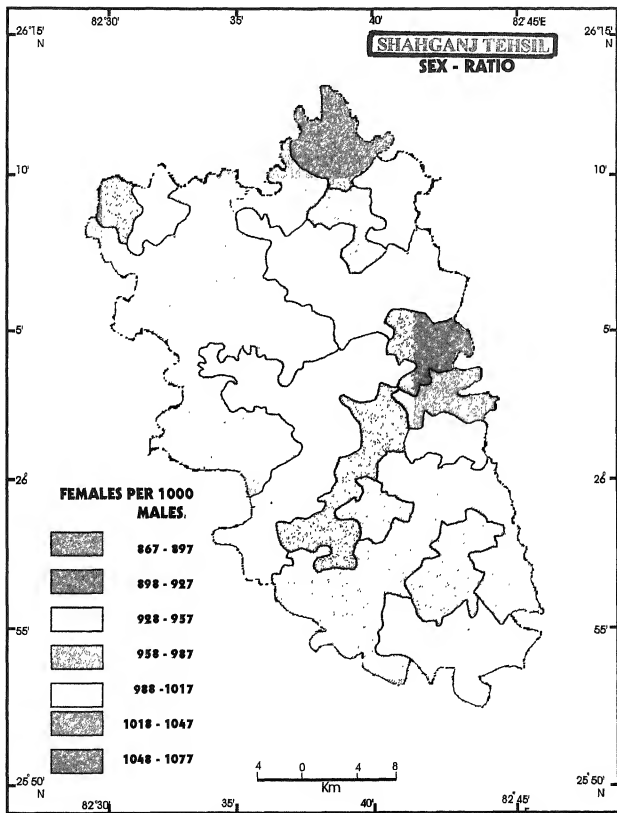 82°30' 35' 40' 82°45'E
26°15' N
26°15' N
SHAHGANJ TEHSIL
SEX - RATIO
10' 10'
5' 5'
26° 26°
FEMALES PER 1000
MALES.
867 - 897
898 - 927
928 - 957
958 - 987
988 - 1017
1018 - 1047
1048 - 1077
55' 55'
4 0 4 8
Km
25°50' N
25°50' N
82°30' 35' 40' 82°45' E